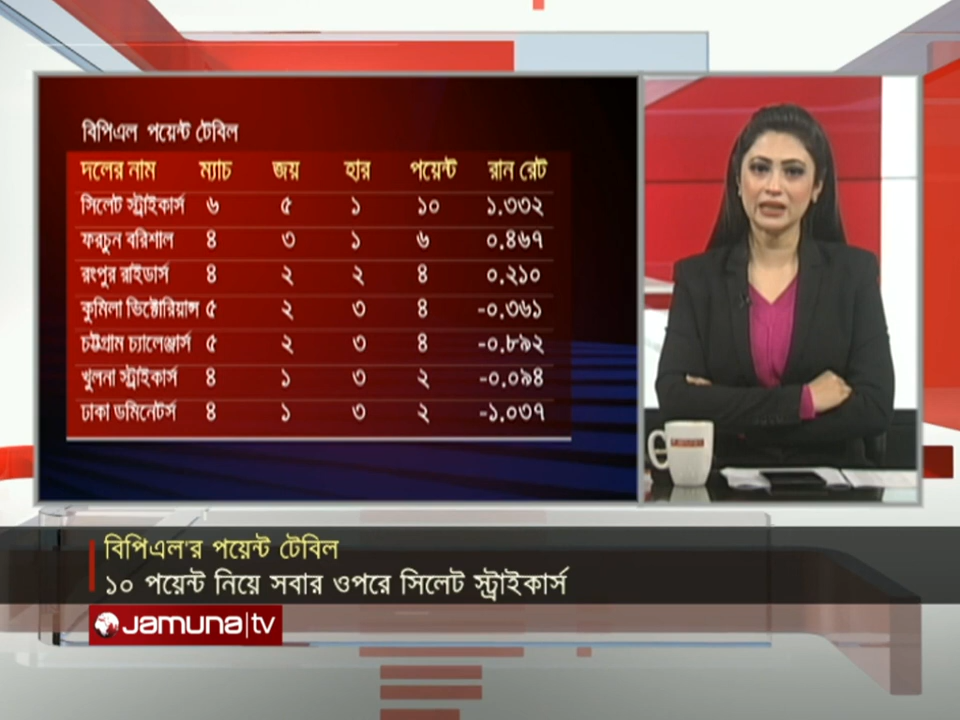 বিপিএল পয়েন্ট টেবিল
দলের নাম ম্যাচ জয় হার পয়েন্ট রান রেট
সিলেট স্ট্রাইকার্স ৬ ৫ ১ ১০ ১.৩৩২
ফরচুন বরিশাল ৪ ৩ ১ ৬ ০.৪৬৭
রংপুর রাইডার্স ৪ ২ ২ ৪ ০.২১০
কুমিলা ভিক্টোরিয়ান্স ৫ ২ ৩ ৪ -০.৩৬১
চট্টগ্রাম চ্যালেঞ্জার্স ৫ ২ ৩ ৪ -০.৮৯২
খুলনা স্ট্রাইকার্স ৪ ১ ৩ ২ -০.০৯৪
ঢাকা ডমিনেটর্স ৪ ১ ৩ ২ -১.০৩৭
বিপিএল'র পয়েন্ট টেবিল
১০ পয়েন্ট নিয়ে সবার ওপরে সিলেট স্ট্রাইকার্স
Jamuna|tv